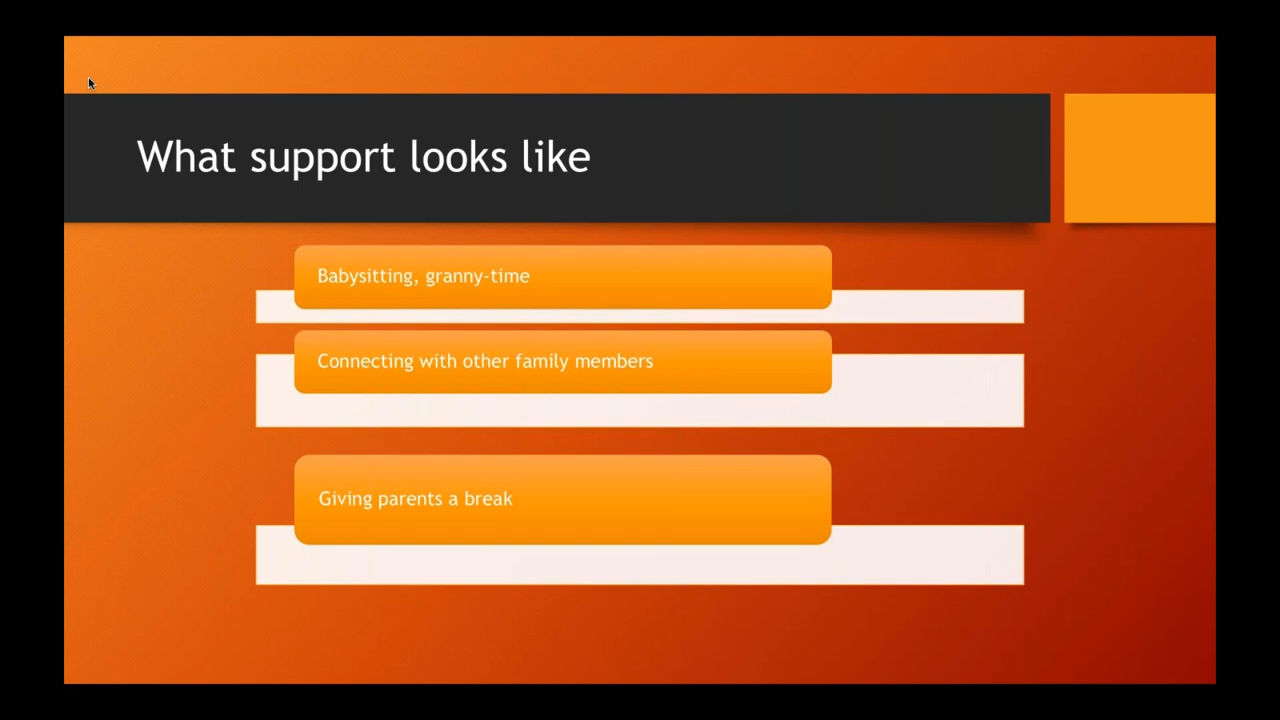 What support looks like
Babysitting, granny-time
Connecting with other family members
Giving parents a break